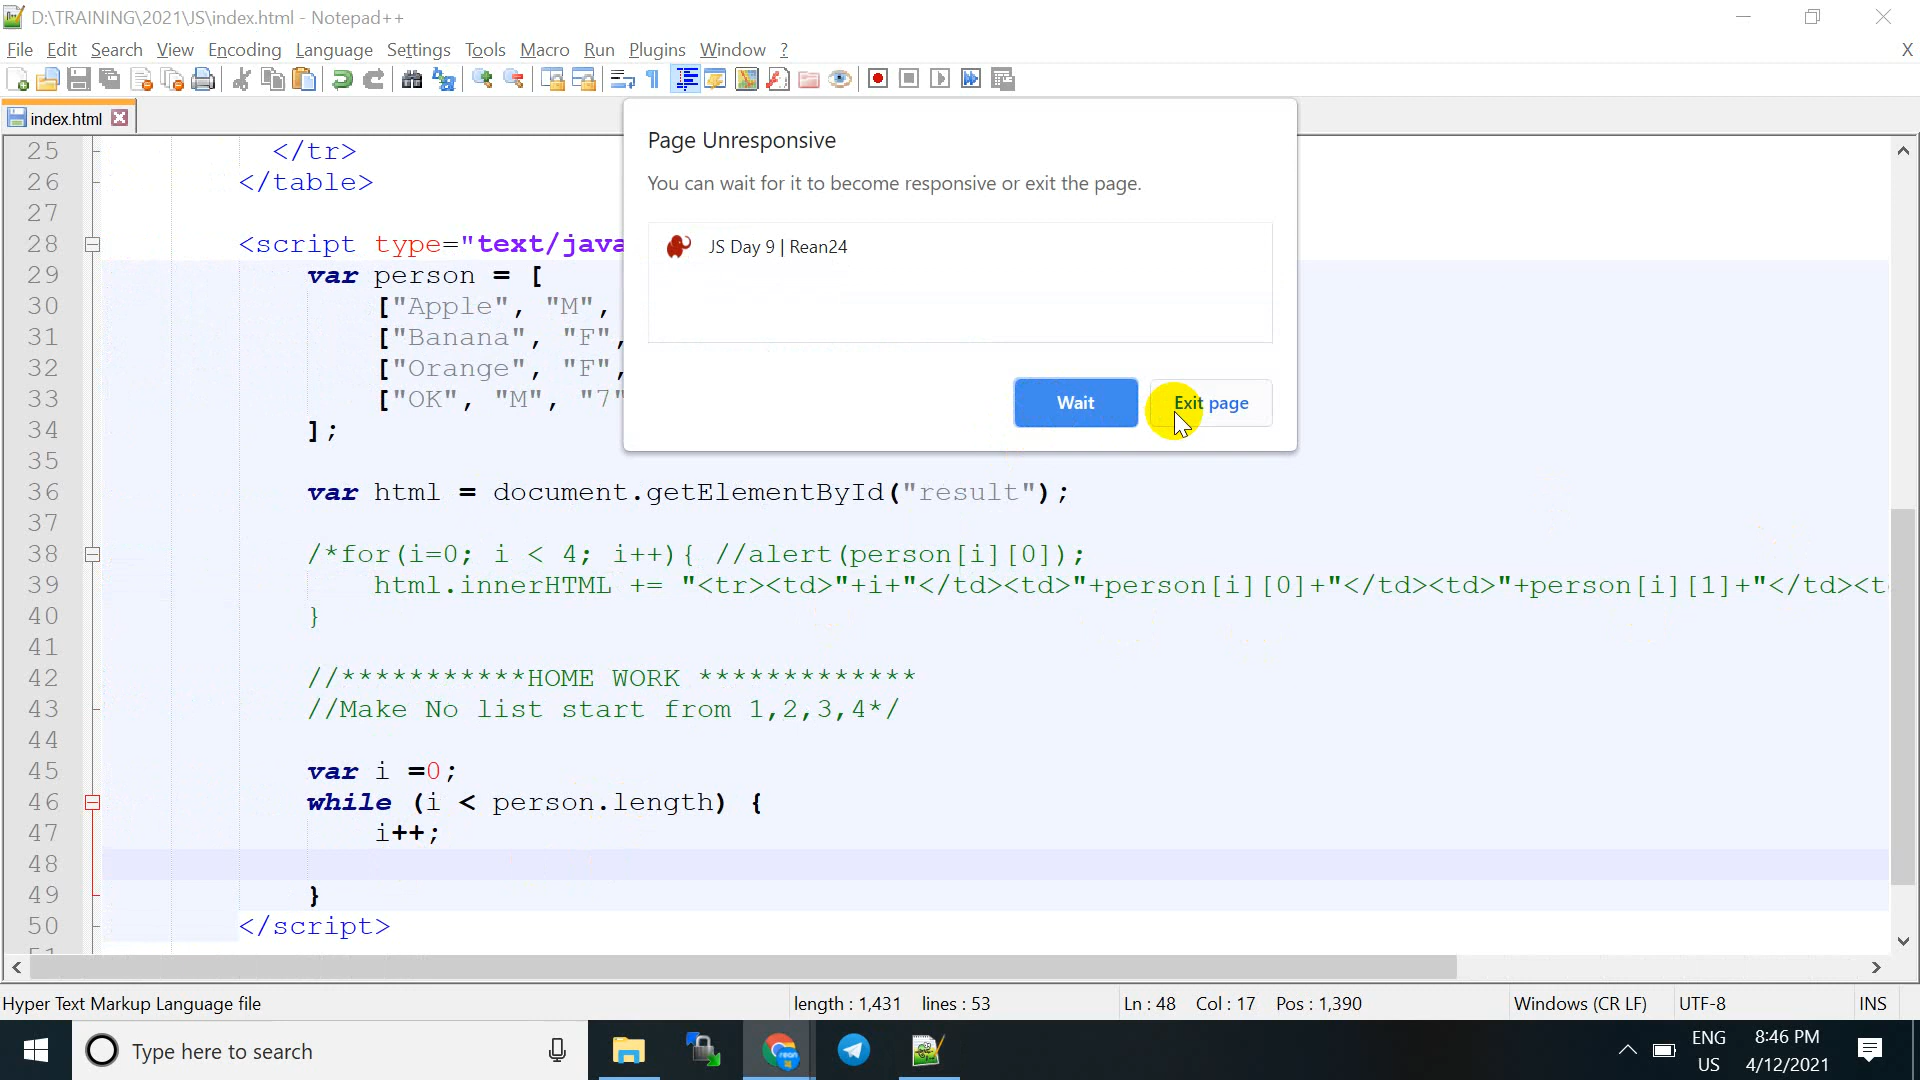 D:\TRAINING\2021\JS\index.html - Notepad++
File Edit Search View Encoding Language Settings Tools Macro Run Plugins Window ? X
index.html
Page Unresponsive
You can wait for it to become responsive or exit the page.
JS Day 9 | Rean24
Wait Exit page
25 </tr>
26 </table>
27
28 <script type="text/java
29 var person = [
30 ["Apple", "M",
31 ["Banana", "F",
32 ["Orange", "F",
33 ["OK", "M", "7"
34 ];
35
36 var html = document.getElementById("result");
37
38 /*for(i=0; i < 4; i++){ //alert(person[i][0]);
39 html.innerHTML += "<tr><td>"+i+"</td><td>"+person[i][0]+"</td><td>"+person[i][1]+"</td><t
40 }
41
42 //***********HOME WORK *************
43 //Make No list start from 1,2,3,4*/
44
45 var i =0;
46 while (i < person.length) {
47 i++;
48
49 }
50 </script>
Hyper Text Markup Language file length : 1,431 lines : 53 Ln : 48 Col : 17 Pos : 1,390 Windows (CR LF) UTF-8 INS
Type here to search
ENG
US
8:46 PM
4/12/2021